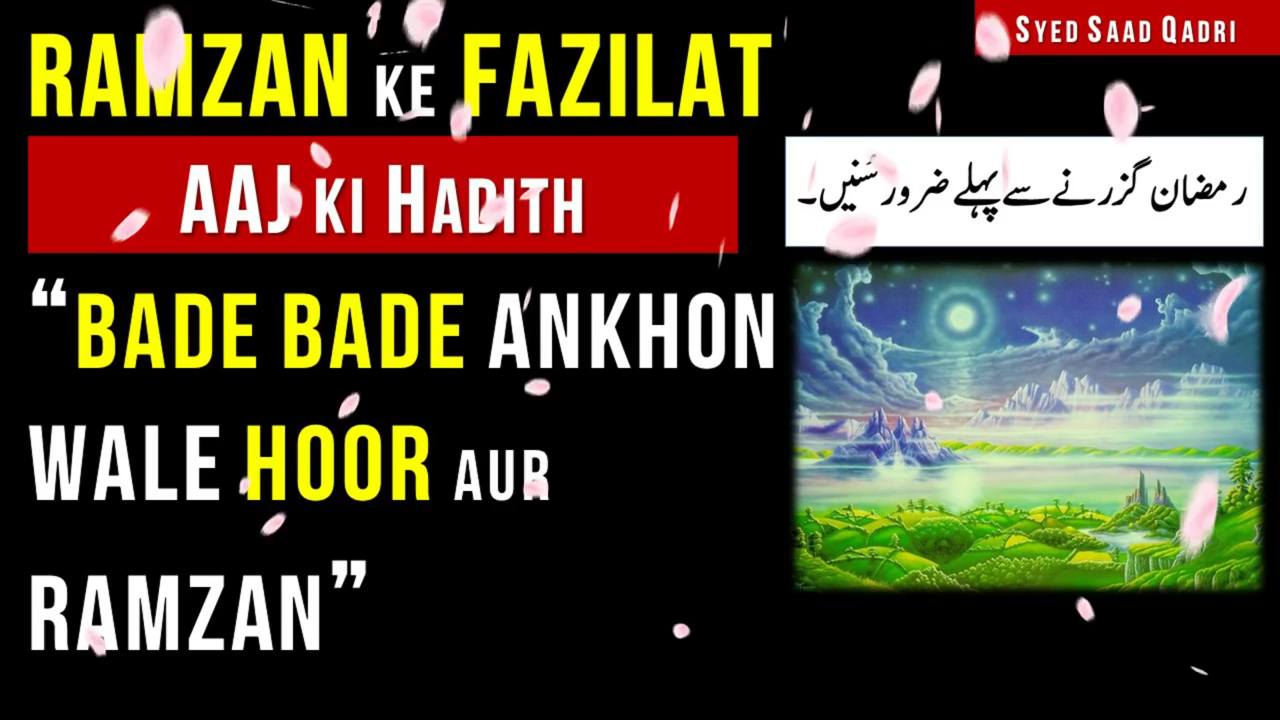 RAMZAN KE FAZILAT
SYED SAAD QADRI
AAJ KI HADITH
رمضان گزرنے سے پہلے ضرور سُنیں۔
“BADE BADE ANKHON
WALE HOOR AUR
RAMZAN”